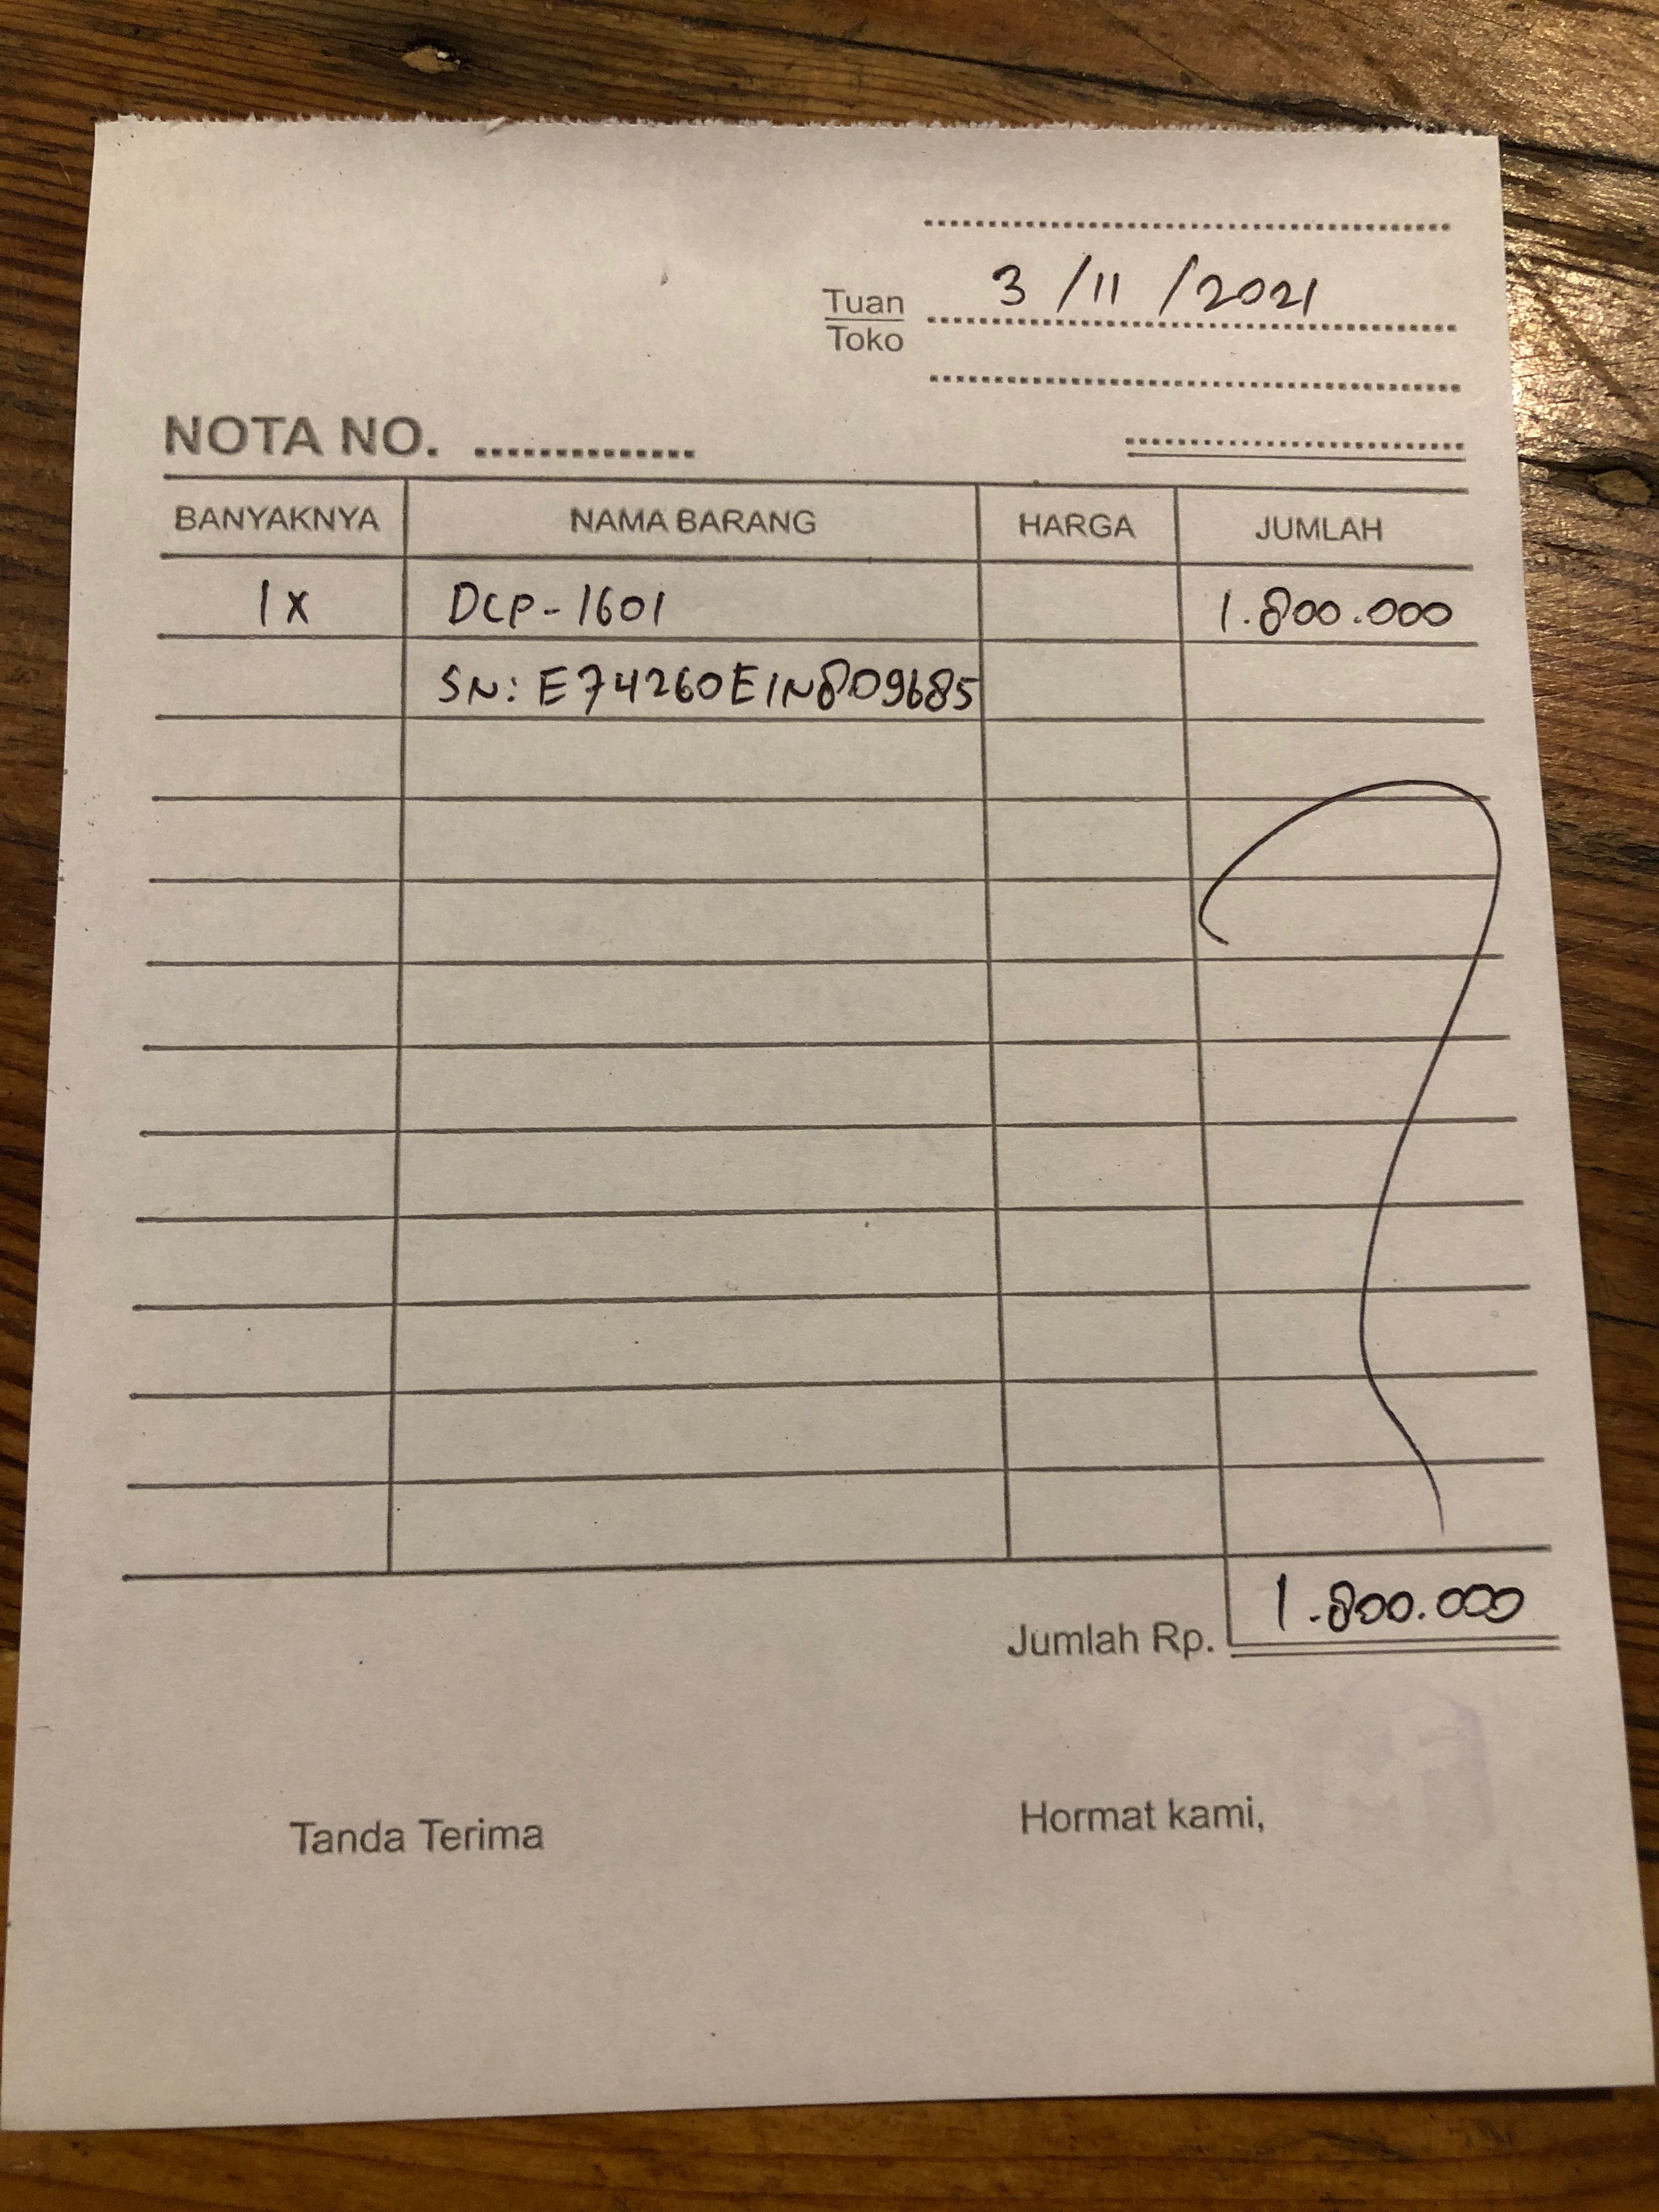 3/11/2021
Tuan
Toko
NOTA NO. ..............
BANYAKNYA NAMA BARANG HARGA JUMLAH
1x DCP-1601 1.800.000
SN: E74260E1N809685
Jumlah Rp. 1.800.000
Tanda Terima Hormat kami,